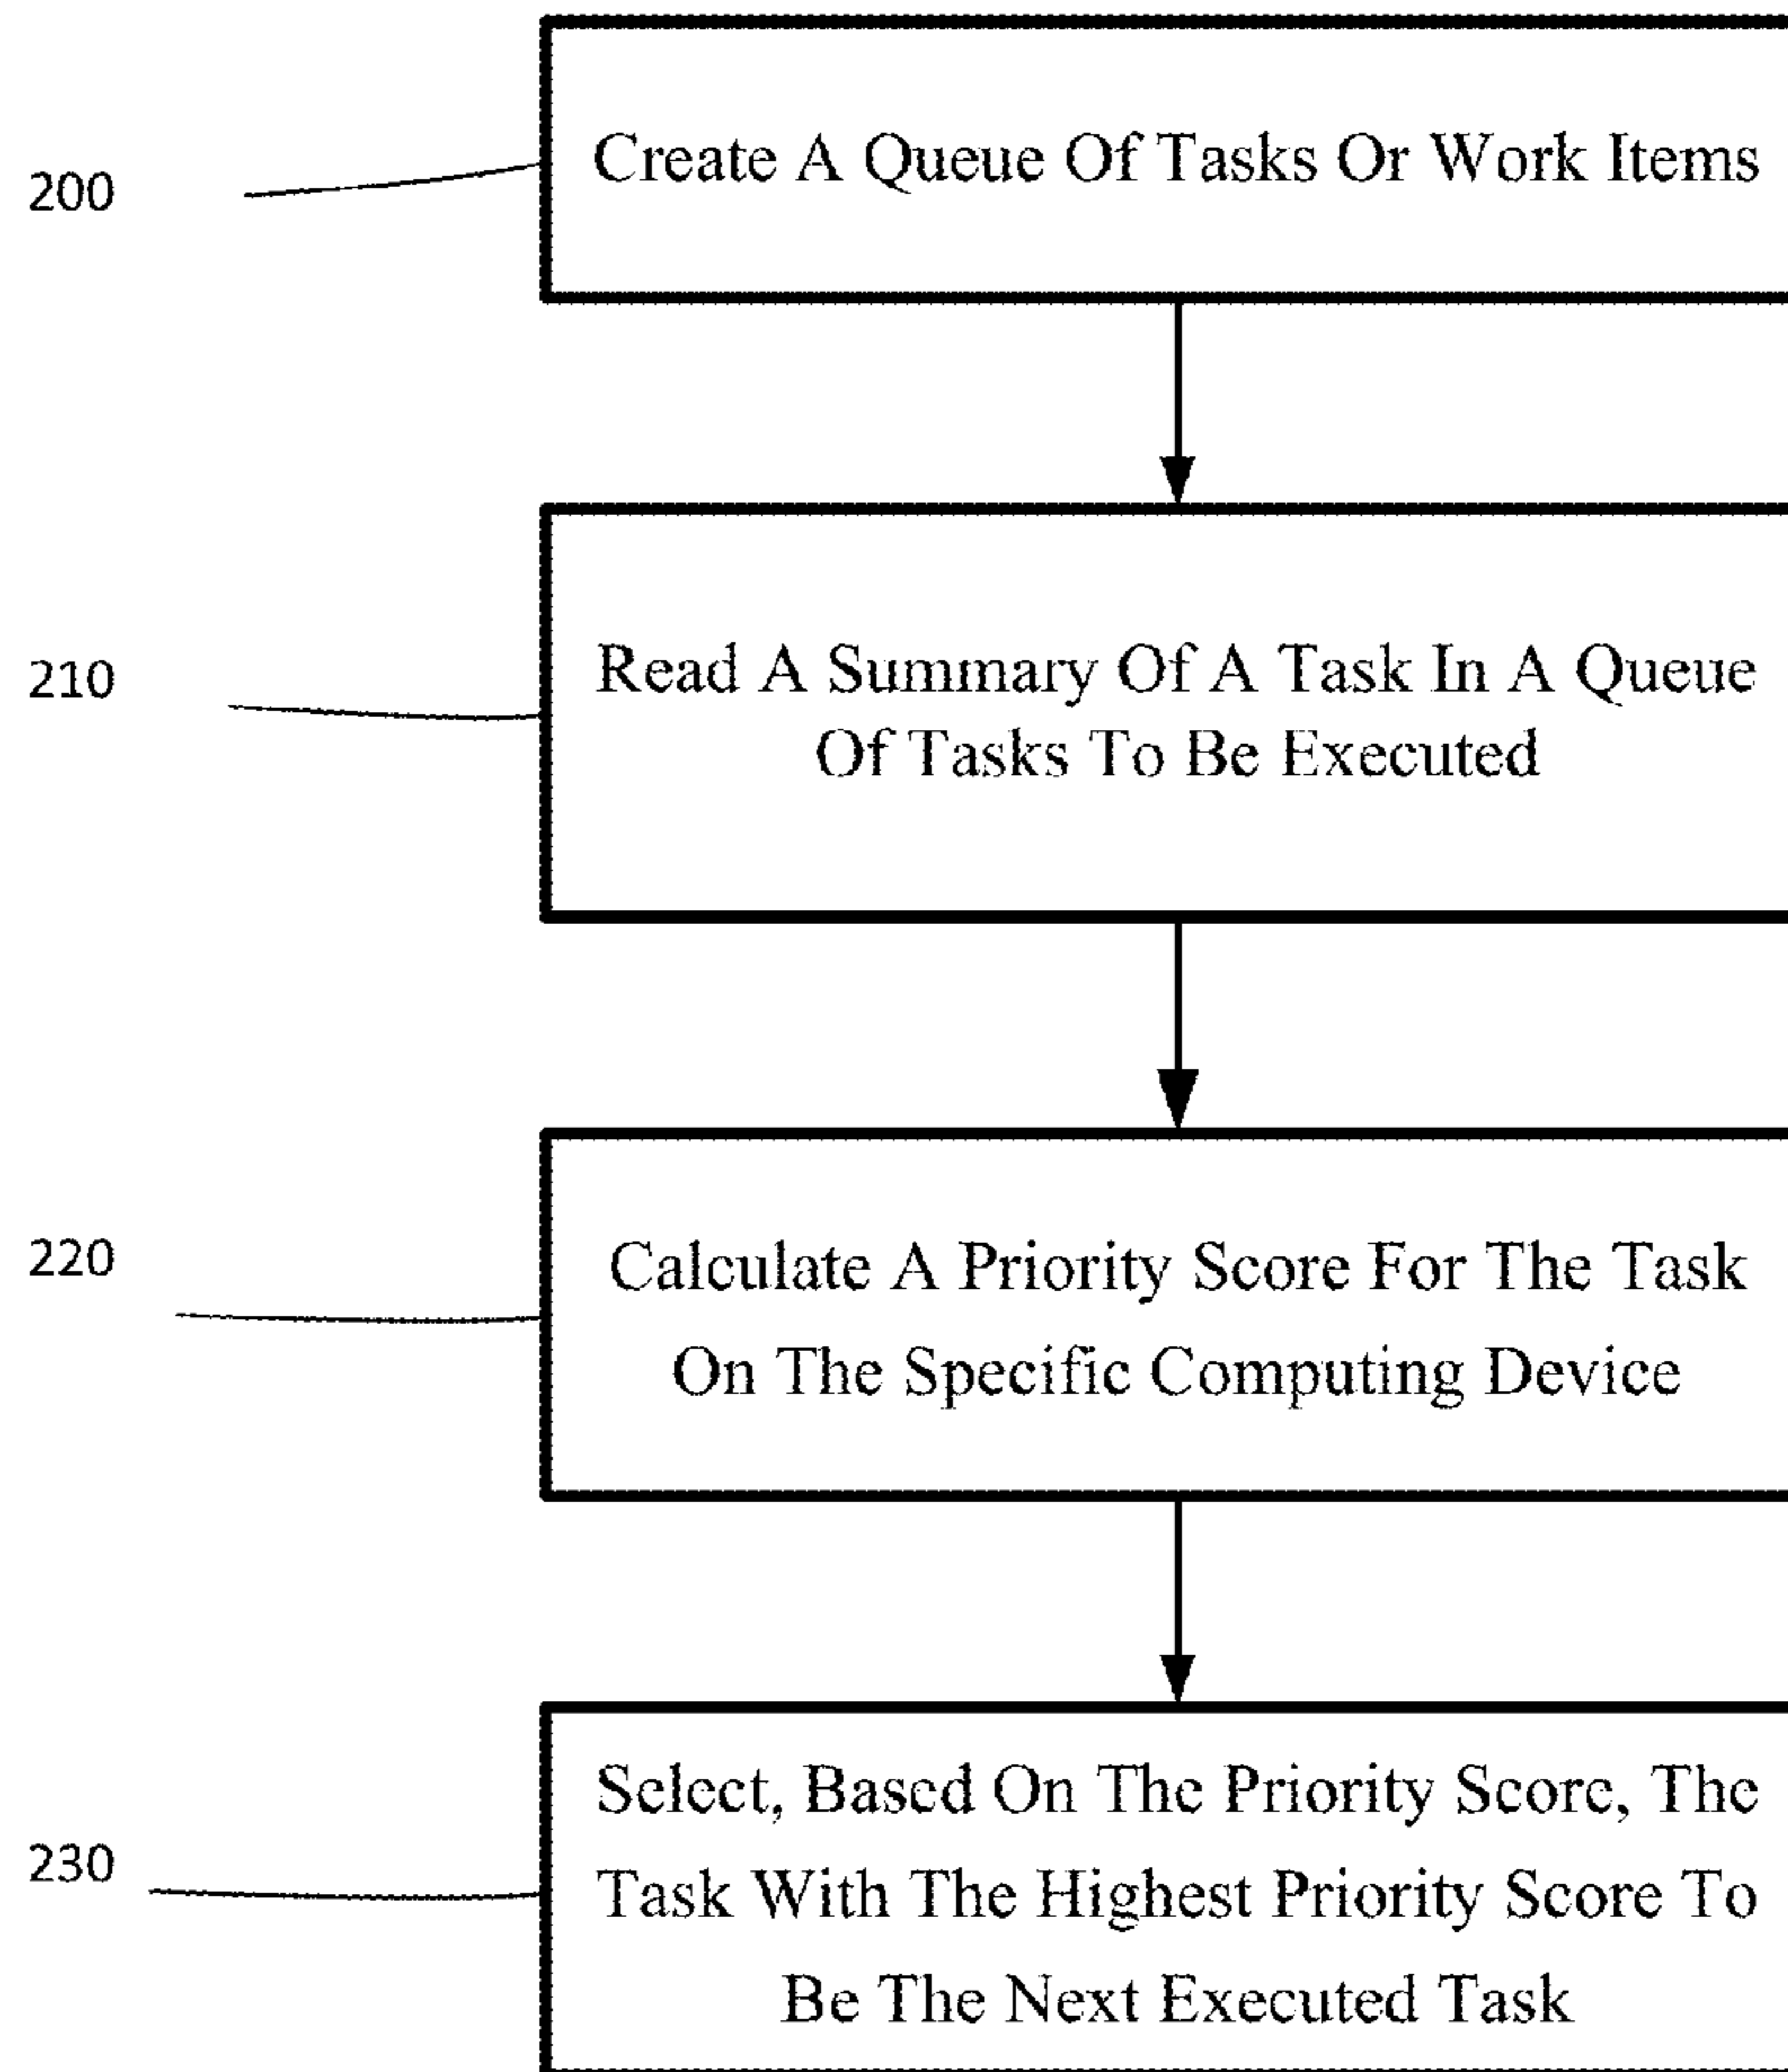 200
Create A Queue Of Tasks Or Work Items
210
Read A Summary Of A Task In A Queue
Of Tasks To Be Executed
220
Calculate A Priority Score For The Task
On The Specific Computing Device
230
Select, Based On The Priority Score, The
Task With The Highest Priority Score To
Be The Next Executed Task